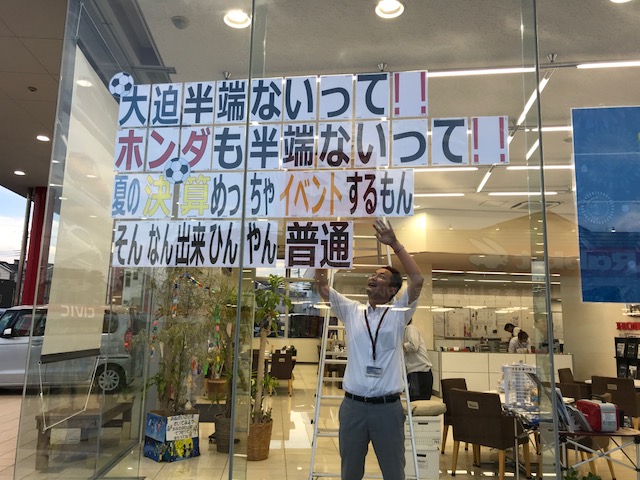 大迫半端ないって!!
ホンダも半端ないって!!
夏の決算めっちゃイベントするもん
そんなん出来ひんやん普通
CIVIC